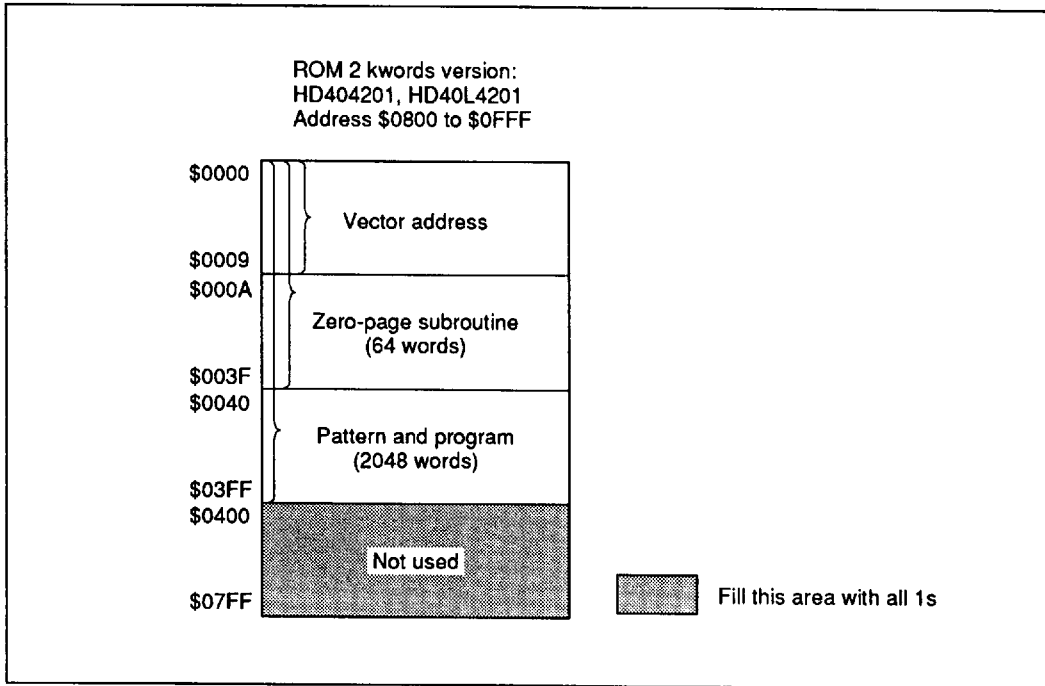 ROM 2 kwords version:
HD404201, HD40L4201
Address $0800 to $0FFF
$0000
Vector address
$0009
$000A
Zero-page subroutine
(64 words)
$003F
$0040
Pattern and program
(2048 words)
$03FF
$0400
Not used
$07FF
Fill this area with all 1s